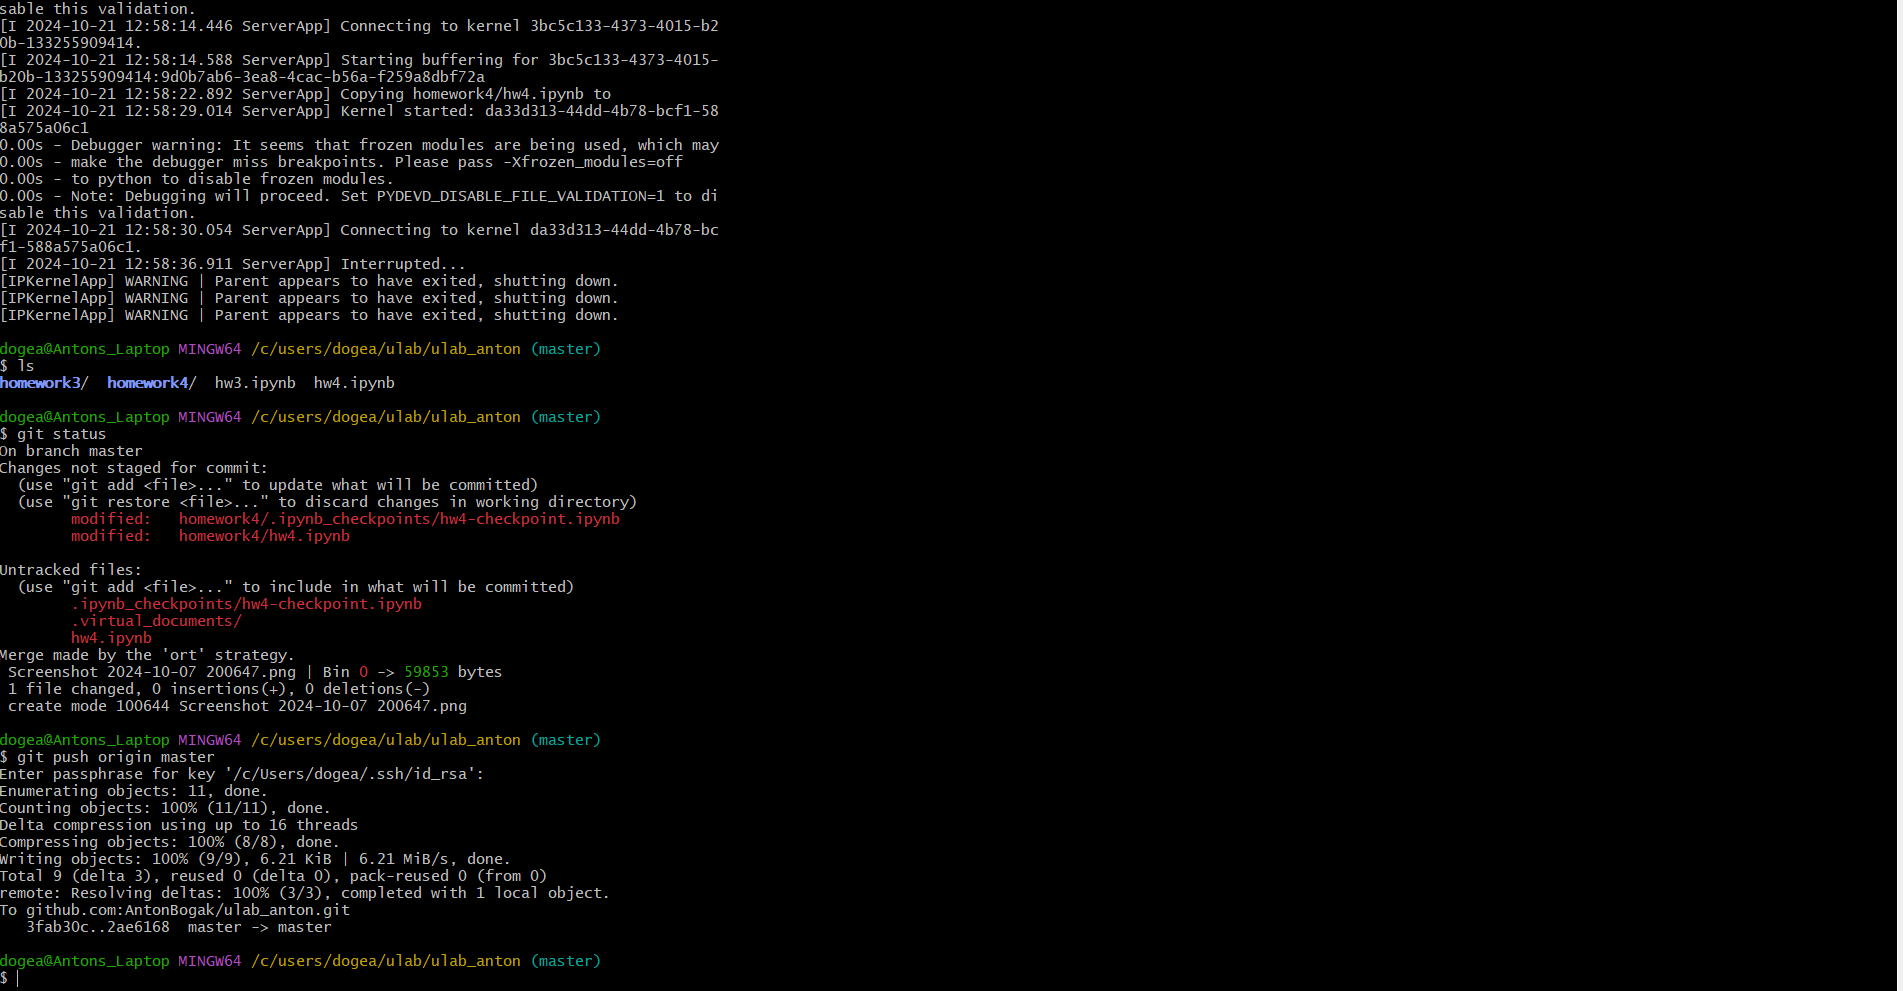 sable this validation.
[I 2024-10-21 12:58:14.446 ServerApp] Connecting to kernel 3bc5c133-4373-4015-b2
0b-133255909414.
[I 2024-10-21 12:58:14.588 ServerApp] Starting buffering for 3bc5c133-4373-4015-
b20b-133255909414:9d0b7ab6-3ea8-4cac-b56a-f259a8dbf72a
[I 2024-10-21 12:58:22.892 ServerApp] Copying homework4/hw4.ipynb to
[I 2024-10-21 12:58:29.014 ServerApp] Kernel started: da33d313-44dd-4b78-bcf1-58
8a575a06c1
0.00s - Debugger warning: It seems that frozen modules are being used, which may
0.00s - make the debugger miss breakpoints. Please pass -Xfrozen_modules=off
0.00s - to python to disable frozen modules.
0.00s - Note: Debugging will proceed. Set PYDEVD_DISABLE_FILE_VALIDATION=1 to di
sable this validation.
[I 2024-10-21 12:58:30.054 ServerApp] Connecting to kernel da33d313-44dd-4b78-bc
f1-588a575a06c1.
[I 2024-10-21 12:58:36.911 ServerApp] Interrupted...
[IPKernelApp] WARNING | Parent appears to have exited, shutting down.
[IPKernelApp] WARNING | Parent appears to have exited, shutting down.
[IPKernelApp] WARNING | Parent appears to have exited, shutting down.
dogea@Antons_Laptop MINGW64 /c/users/dogea/ulab/ulab_anton (master)
$ ls
homework3/  homework4/  hw3.ipynb  hw4.ipynb
dogea@Antons_Laptop MINGW64 /c/users/dogea/ulab/ulab_anton (master)
$ git status
On branch master
Changes not staged for commit:
  (use "git add <file>..." to update what will be committed)
  (use "git restore <file>..." to discard changes in working directory)
        modified:   homework4/.ipynb_checkpoints/hw4-checkpoint.ipynb
        modified:   homework4/hw4.ipynb
Untracked files:
  (use "git add <file>..." to include in what will be committed)
        .ipynb_checkpoints/hw4-checkpoint.ipynb
        .virtual_documents/
        hw4.ipynb
Merge made by the 'ort' strategy.
 Screenshot 2024-10-07 200647.png | Bin 0 -> 59853 bytes
 1 file changed, 0 insertions(+), 0 deletions(-)
 create mode 100644 Screenshot 2024-10-07 200647.png
dogea@Antons_Laptop MINGW64 /c/users/dogea/ulab/ulab_anton (master)
$ git push origin master
Enter passphrase for key '/c/Users/dogea/.ssh/id_rsa':
Enumerating objects: 11, done.
Counting objects: 100% (11/11), done.
Delta compression using up to 16 threads
Compressing objects: 100% (8/8), done.
Writing objects: 100% (9/9), 6.21 KiB | 6.21 MiB/s, done.
Total 9 (delta 3), reused 0 (delta 0), pack-reused 0 (from 0)
remote: Resolving deltas: 100% (3/3), completed with 1 local object.
To github.com:AntonBogak/ulab_anton.git
   3fab30c..2ae6168  master -> master
dogea@Antons_Laptop MINGW64 /c/users/dogea/ulab/ulab_anton (master)
$